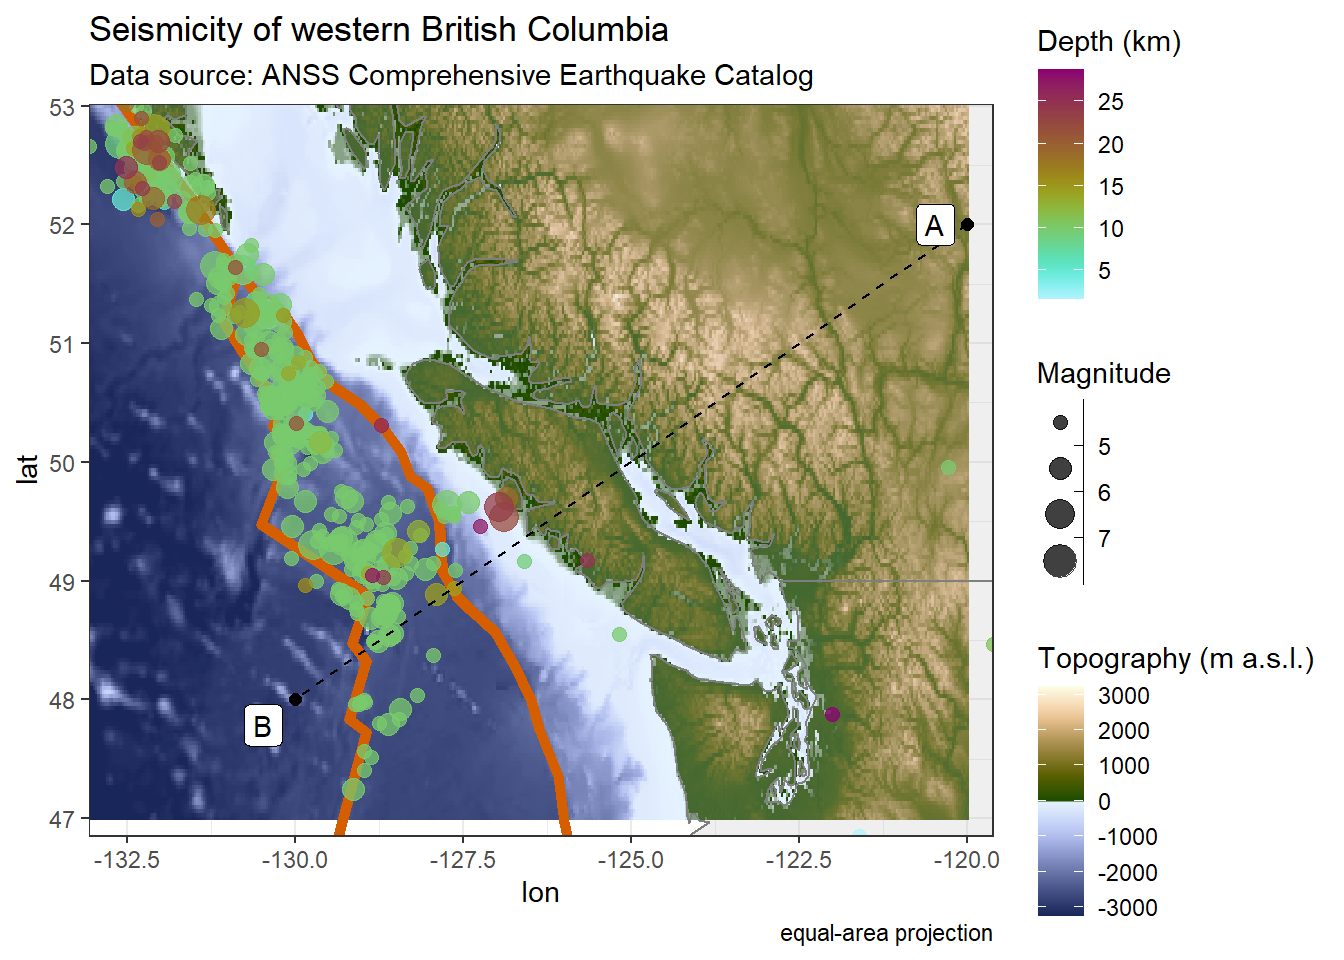 Seismicity of western British Columbia
Data source: ANSS Comprehensive Earthquake Catalog
53
52
51
50
49
48
47
lat
A
B
-132.5
-130.0
-127.5
-125.0
-122.5
-120.0
lon
equal-area projection
Depth (km)
25
20
15
10
5
Magnitude
5
6
7
Topography (m a.s.l.)
3000
2000
1000
0
-1000
-2000
-3000